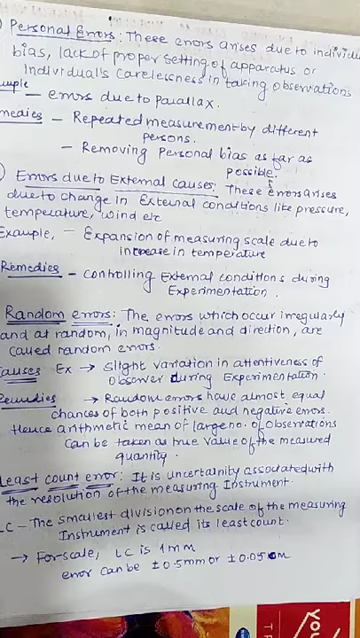 ) Personal Errors: These errors arises due to individu
bias, lack of proper setting of apparatus or
Individual's carelessness in taking observations
ample – errors due to parallax.
medies – Repeated measurement by different
persons.
– Removing Personal bias as far as
possible.
) Errors due to External Causes: These errors arises
due to change in External conditions like pressure,
temperature, wind etc
Example, – Expansion of measuring scale due to
increase in temperature
Remedies – Controlling External conditions during
Experimentation.
Random errors: The errors which occur irregularly
and at random, in magnitude and direction, are
called random errors.
Causes Ex → Slight variation in attentiveness of
observer during Experimentation.
Remidies → Random errors have almost equal
chances of both positive and negative errors.
Hence arithmetic mean of large no. of observations
can be taken as true value of the measured
quantity.
Least count error: It is uncertainity associated with
the resolution of the measuring Instrument.
LC – The smallest division on the scale of the measuring
Instrument is called its least count.
→ For scale, LC is 1mm
error can be ±0.5mm or ±0.05cm
YOU